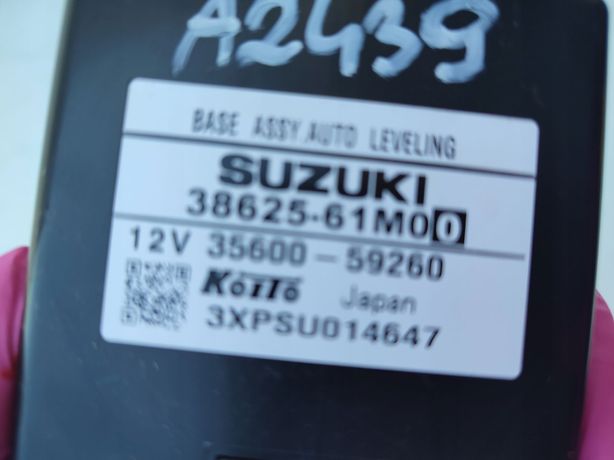 A2439
BASE ASSY,AUTO LEVELING
SUZUKI
38625-61M00
12V 35600-59260
KoiTo Japan
3XPSU014647